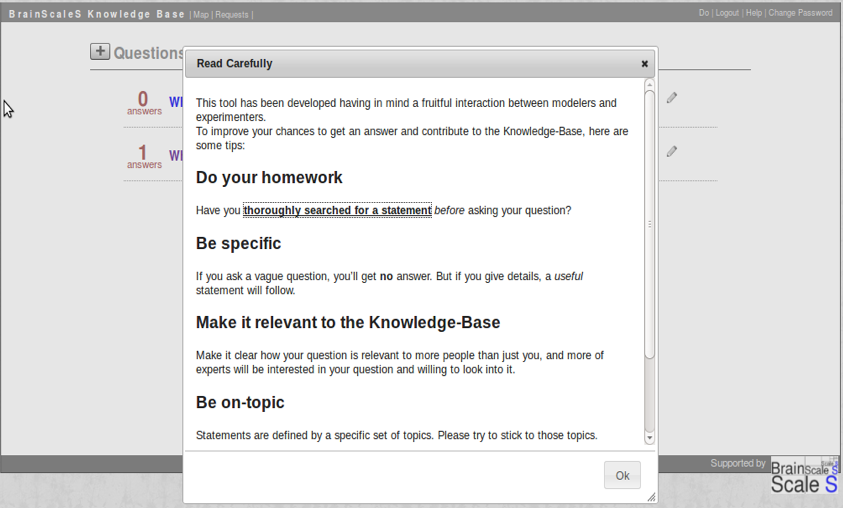 BrainScaleS Knowledge Base | Map | Requests |
Do | Logout | Help | Change Password
+ Questions
Read Carefully
This tool has been developed having in mind a fruitful interaction between modelers and
experimenters.
To improve your chances to get an answer and contribute to the Knowledge-Base, here are
some tips:
Do your homework
Have you thoroughly searched for a statement before asking your question?
Be specific
If you ask a vague question, you'll get no answer. But if you give details, a useful
statement will follow.
Make it relevant to the Knowledge-Base
Make it clear how your question is relevant to more people than just you, and more of
experts will be interested in your question and willing to look into it.
Be on-topic
Statements are defined by a specific set of topics. Please try to stick to those topics.
Ok
0
answers
1
answers
Supported by
BrainScale S
Scale S